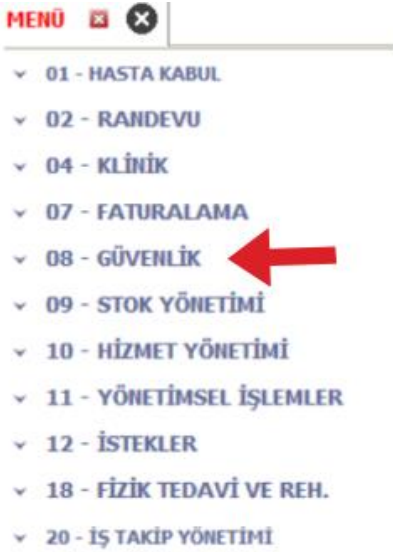 MENÜ
01 - HASTA KABUL
02 - RANDEVU
04 - KLİNİK
07 - FATURALAMA
08 - GÜVENLİK
09 - STOK YÖNETİMİ
10 - HİZMET YÖNETİMİ
11 - YÖNETİMSEL İŞLEMLER
12 - İSTEKLER
18 - FİZİK TEDAVİ VE REH.
20 - İŞ TAKİP YÖNETİMİ